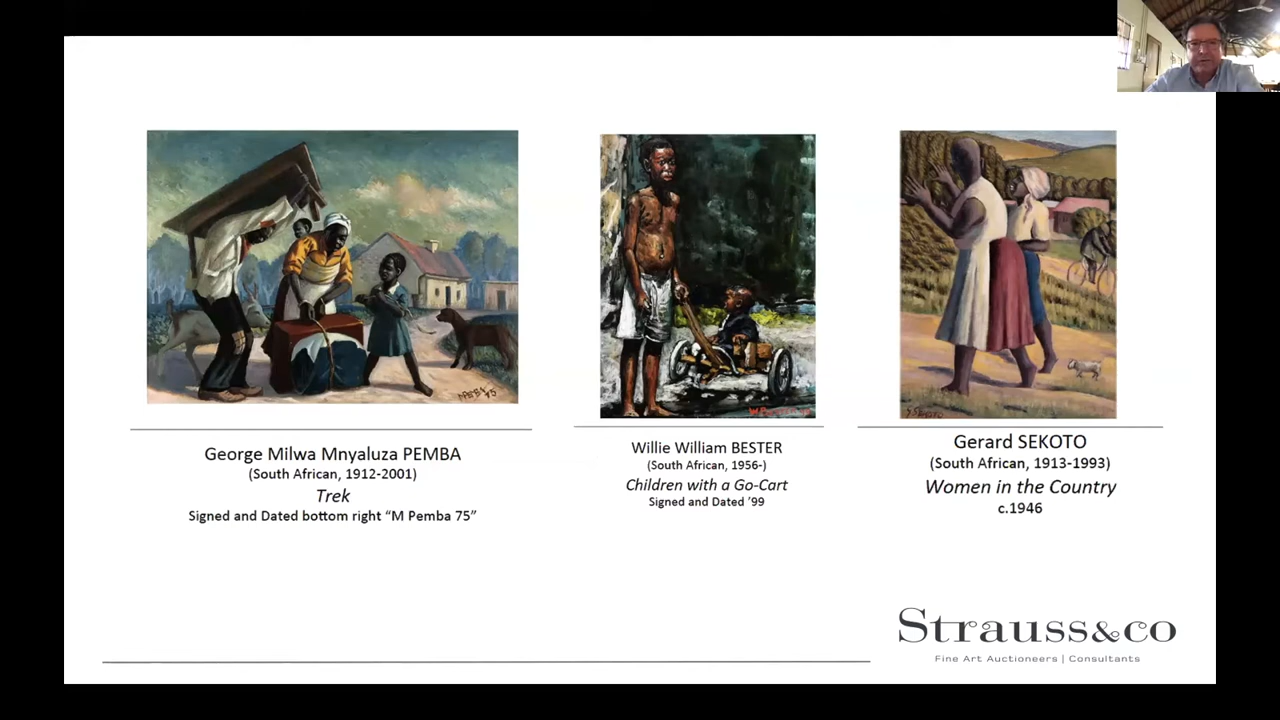 George Milwa Mnyaluza PEMBA
(South African, 1912-2001)
Trek
Signed and Dated bottom right “M Pemba 75”
Willie William BESTER
(South African, 1956-)
Children with a Go-Cart
Signed and Dated ’99
Gerard SEKOTO
(South African, 1913-1993)
Women in the Country
c.1946
Strauss&co
Fine Art Auctioneers | Consultants